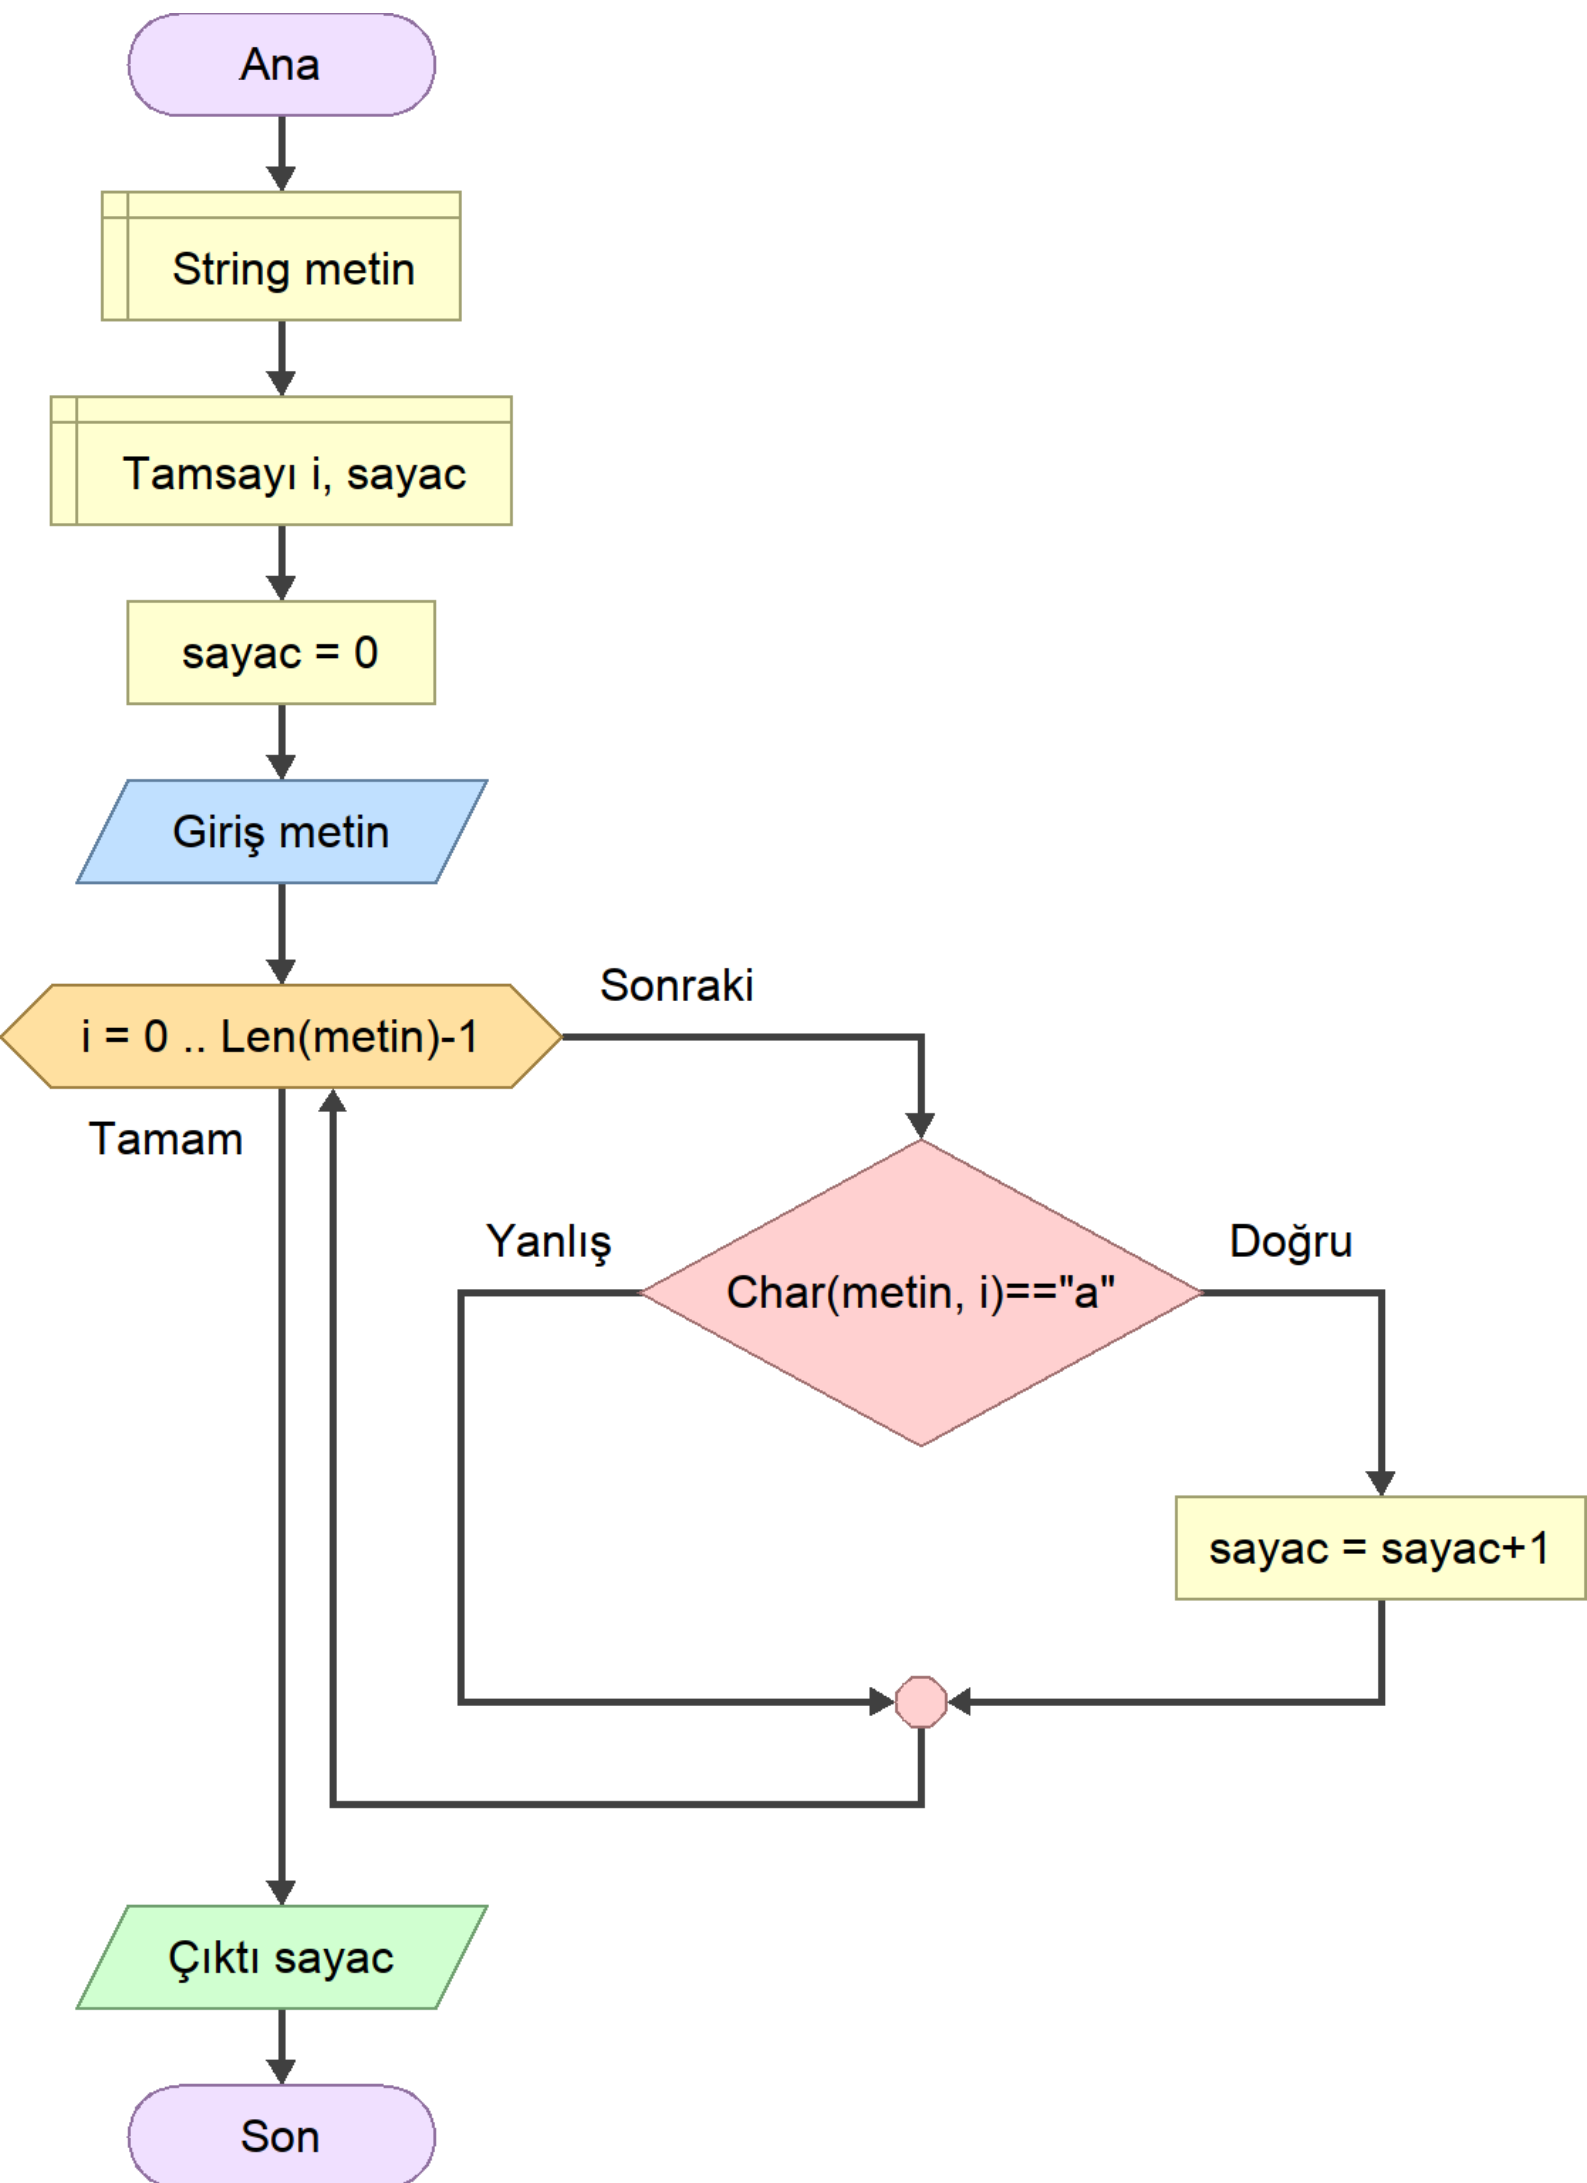 Ana
String metin
Tamsayı i, sayac
sayac = 0
Giriş metin
i = 0 .. Len(metin)-1
Sonraki
Tamam
Yanlış
Doğru
Char(metin, i)=="a"
sayac = sayac+1
Çıktı sayac
Son